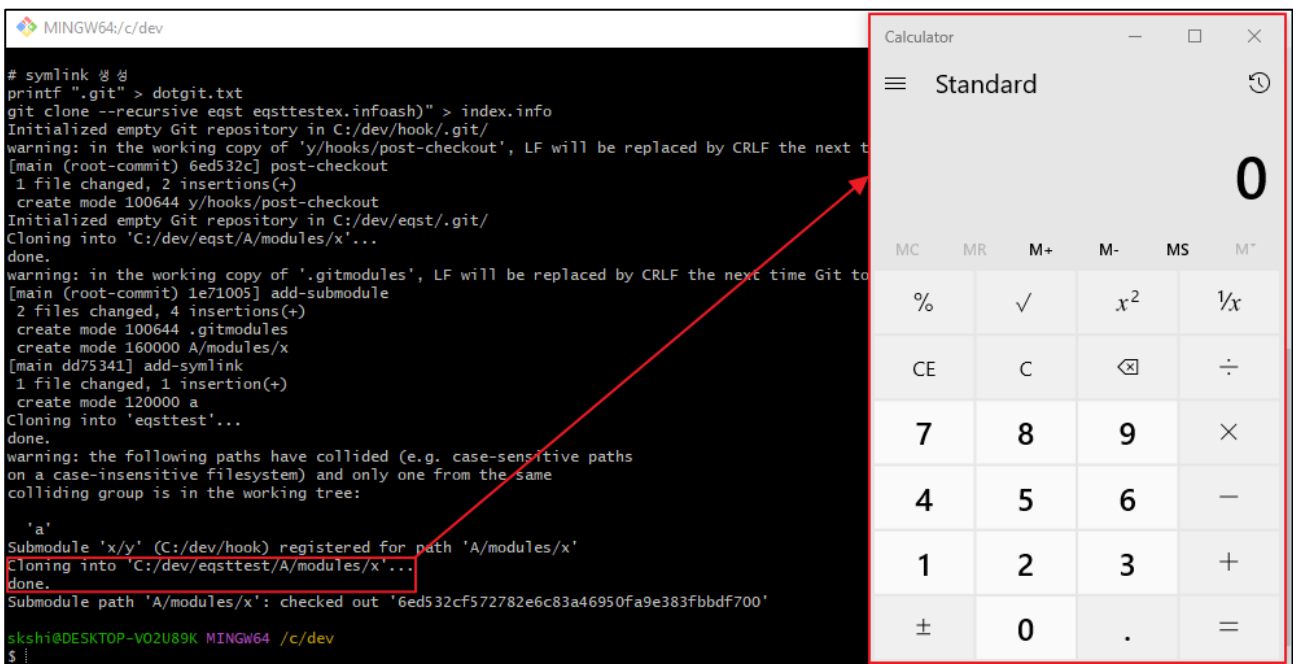 MINGW64:/c/dev
# symlink 생성
printf ".git" > dotgit.txt
git clone --recursive eqst eqsttestex.infoash)" > index.info
Initialized empty Git repository in C:/dev/hook/.git/
warning: in the working copy of 'y/hooks/post-checkout', LF will be replaced by CRLF the next t
[main (root-commit) 6ed532c] post-checkout
1 file changed, 2 insertions(+)
create mode 100644 y/hooks/post-checkout
Initialized empty Git repository in C:/dev/eqst/.git/
Cloning into 'C:/dev/eqst/A/modules/x'...
done.
warning: in the working copy of '.gitmodules', LF will be replaced by CRLF the next time Git to
[main (root-commit) 1e71005] add-submodule
2 files changed, 4 insertions(+)
create mode 100644 .gitmodules
create mode 160000 A/modules/x
[main dd75341] add-symlink
1 file changed, 1 insertion(+)
create mode 120000 a
Cloning into 'eqsttest'...
done.
warning: the following paths have collided (e.g. case-sensitive paths
on a case-insensitive filesystem) and only one from the same
colliding group is in the working tree:
'a'
Submodule 'x/y' (C:/dev/hook) registered for path 'A/modules/x'
Cloning into 'C:/dev/eqsttest/A/modules/x'...
done.
Submodule path 'A/modules/x': checked out '6ed532cf572782e6c83a46950fa9e383fbbdf700'
skshi@DESKTOP-VO2U89K MINGW64 /c/dev
$
Calculator
Standard
0
MC MR M+ M- MS M˅
% √ x² ¹/x
CE C ÷
7 8 9 ×
4 5 6 −
1 2 3 +
± 0 . =